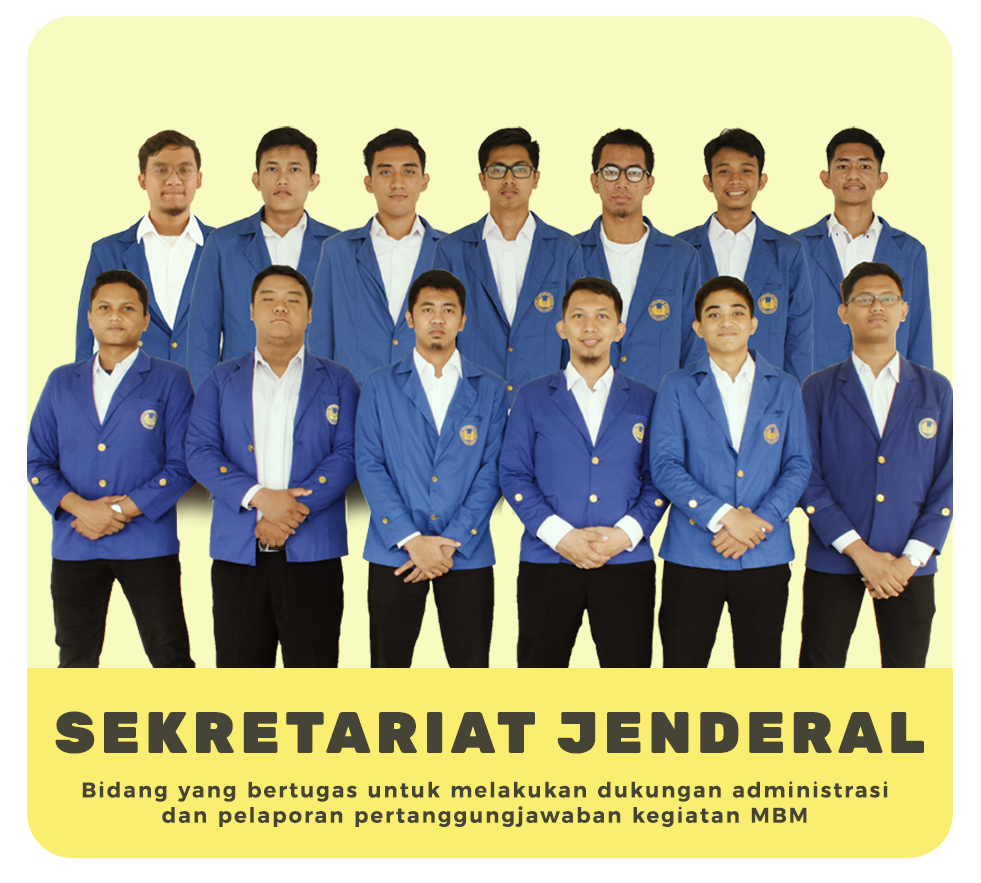 SEKRETARIAT JENDERAL
Bidang yang bertugas untuk melakukan dukungan administrasi
dan pelaporan pertanggungjawaban kegiatan MBM